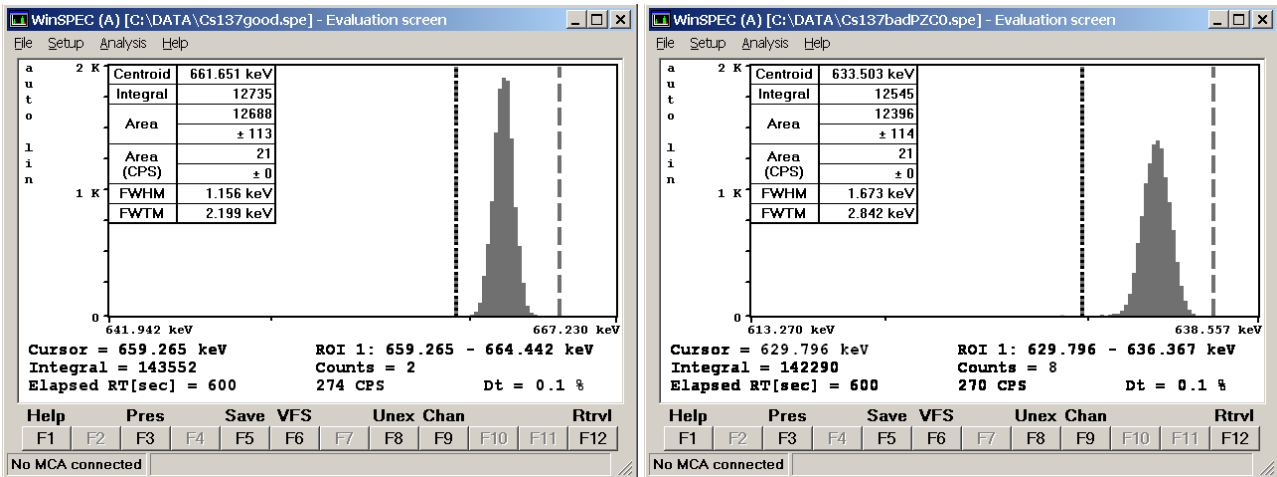 WinSPEC (A) [C:\DATA\Cs137good.spe] - Evaluation screen
File Setup Analysis Help
auto lin
2 K
1 K
0
Centroid 661.651 keV
Integral 12735
Area 12688
± 113
Area (CPS) 21
± 0
FWHM 1.156 keV
FWTM 2.199 keV
641.942 keV 667.230 keV
Cursor = 659.265 keV ROI 1: 659.265 - 664.442 keV
Integral = 143552 Counts = 2
Elapsed RT[sec] = 600 274 CPS Dt = 0.1 %
Help Pres Save VFS Unex Chan Rtrvl
F1 F2 F3 F4 F5 F6 F7 F8 F9 F10 F11 F12
No MCA connected
WinSPEC (A) [C:\DATA\Cs137badPZC0.spe] - Evaluation screen
File Setup Analysis Help
auto lin
2 K
1 K
0
Centroid 633.503 keV
Integral 12545
Area 12396
± 114
Area (CPS) 21
± 0
FWHM 1.673 keV
FWTM 2.842 keV
613.270 keV 638.557 keV
Cursor = 629.796 keV ROI 1: 629.796 - 636.367 keV
Integral = 142290 Counts = 8
Elapsed RT[sec] = 600 270 CPS Dt = 0.1 %
Help Pres Save VFS Unex Chan Rtrvl
F1 F2 F3 F4 F5 F6 F7 F8 F9 F10 F11 F12
No MCA connected